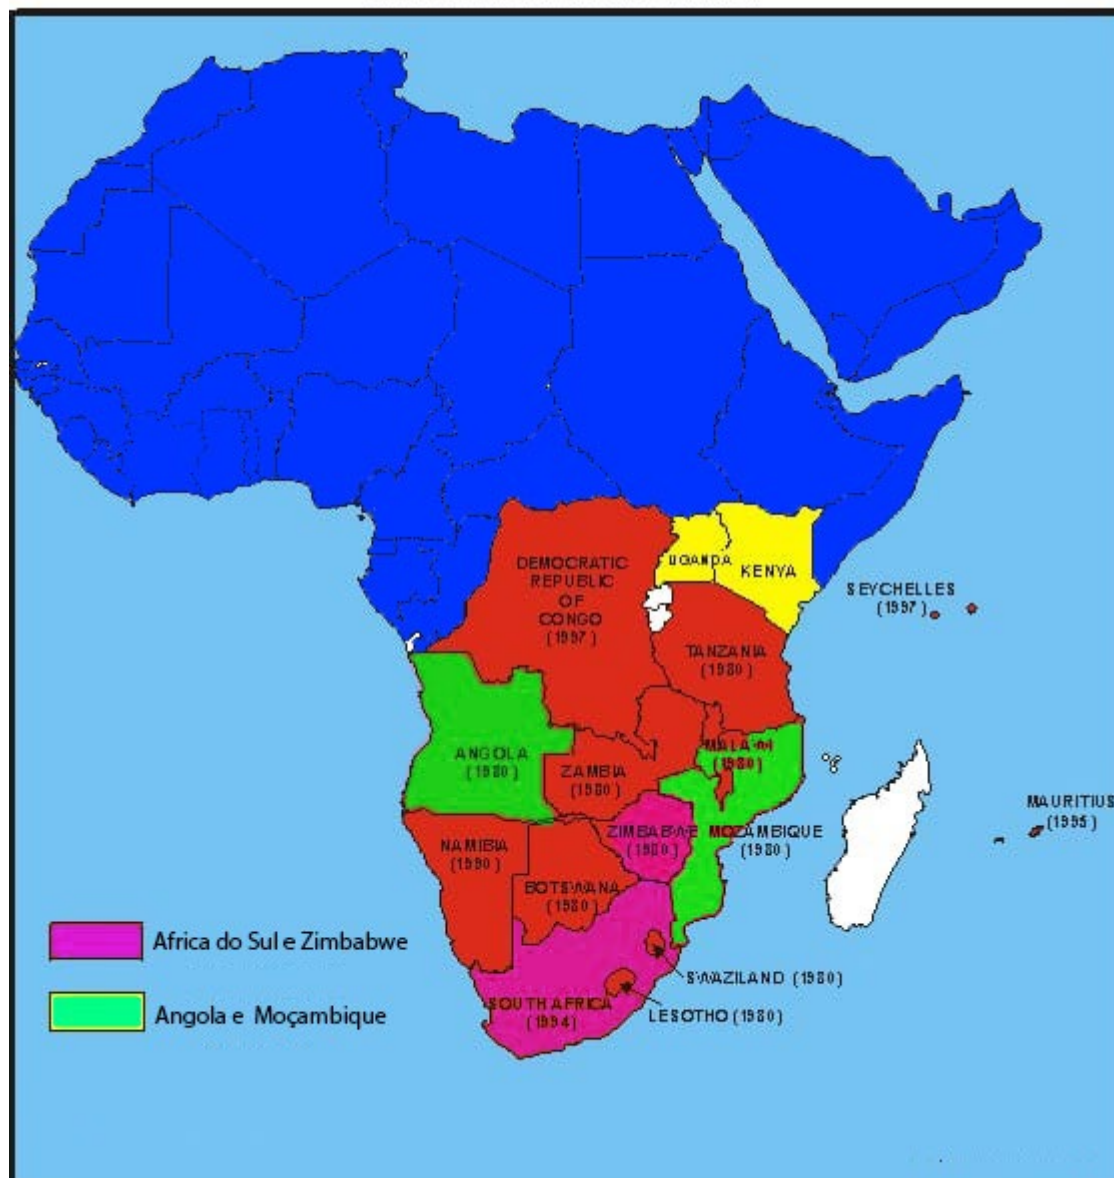 DEMOCRATIC
REPUBLIC
OF
CONGO
(1997)
UGANDA
KENYA
SEYCHELLES
(1997)
TANZANIA
(1980)
ANGOLA
(1980)
ZAMBIA
(1980)
MALAWI
(1980)
MAURITIUS
(1995)
ZIMBABWE
(1980)
MOZAMBIQUE
(1980)
NAMIBIA
(1990)
BOTSWANA
(1980)
Africa do Sul e Zimbabwe
SWAZILAND (1980)
SOUTH AFRICA
(1994)
LESOTHO (1980)
Angola e Moçambique